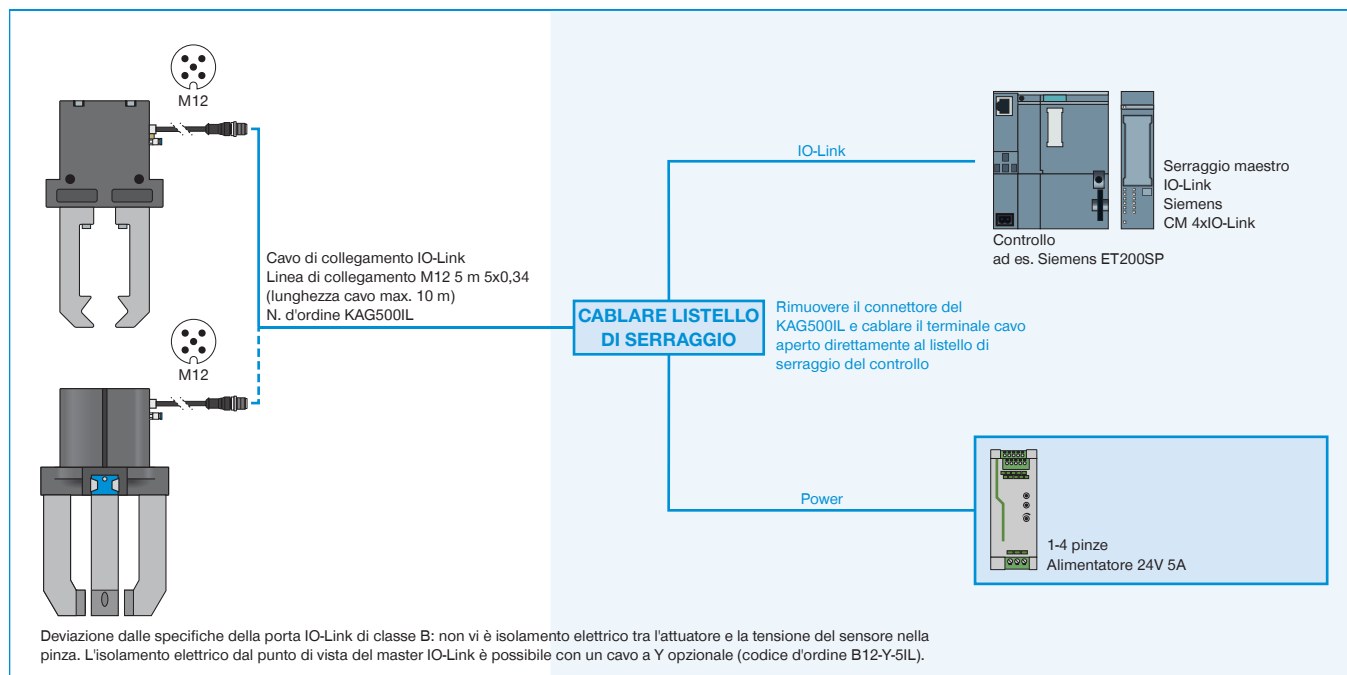 M12
Cavo di collegamento IO-Link
Linea di collegamento M12 5 m 5x0,34
(lunghezza cavo max. 10 m)
N. d'ordine KAG500IL
M12
IO-Link
Serraggio maestro
IO-Link
Siemens
CM 4xIO-Link
Controllo
ad es. Siemens ET200SP
CABLARE LISTELLO
DI SERRAGGIO
Rimuovere il connettore del
KAG500IL e cablare il terminale cavo
aperto direttamente al listello di
serraggio del controllo
Power
1-4 pinze
Alimentatore 24V 5A
Deviazione dalle specifiche della porta IO-Link di classe B: non vi è isolamento elettrico tra l'attuatore e la tensione del sensore nella
pinza. L'isolamento elettrico dal punto di vista del master IO-Link è possibile con un cavo a Y opzionale (codice d'ordine B12-Y-5IL).